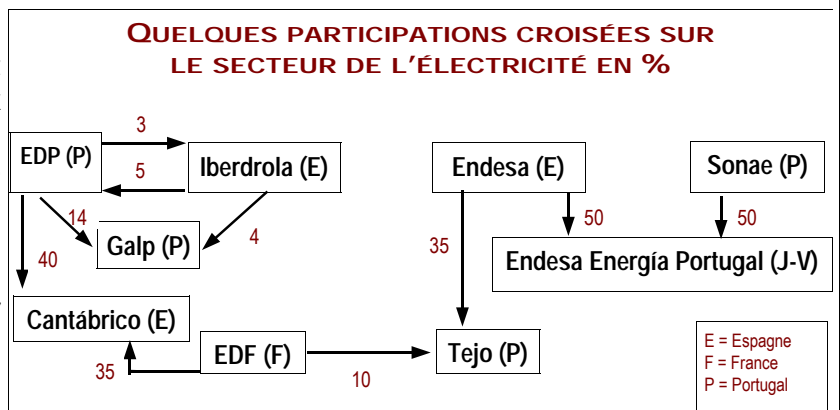 QUELQUES PARTICIPATIONS CROISÉES SUR
LE SECTEUR DE L'ÉLECTRICITÉ EN %
3
EDP (P)
5
Iberdrola (E)
Endesa (E)
Sonae (P)
14
4
50
50
40
Galp (P)
35
Endesa Energía Portugal (J-V)
Cantábrico (E)
EDF (F)
Tejo (P)
35
10
E = Espagne
F = France
P = Portugal